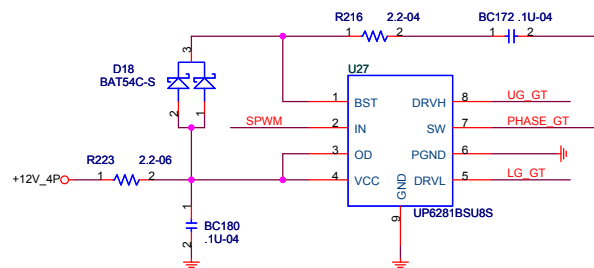 R216 2.2-04 BC172 .1U-04
1 2 1 2
3
D18
BAT54C-S
2 1
U27
1 BST DRVH 8 UG_GT
SPWM 2 IN SW 7 PHASE_GT
3 OD PGND 6
4 VCC DRVL 5 LG_GT
GND
9
UP6281BSU8S
R223 2.2-06
+12V_4P 1 2
1
BC180
.1U-04
2